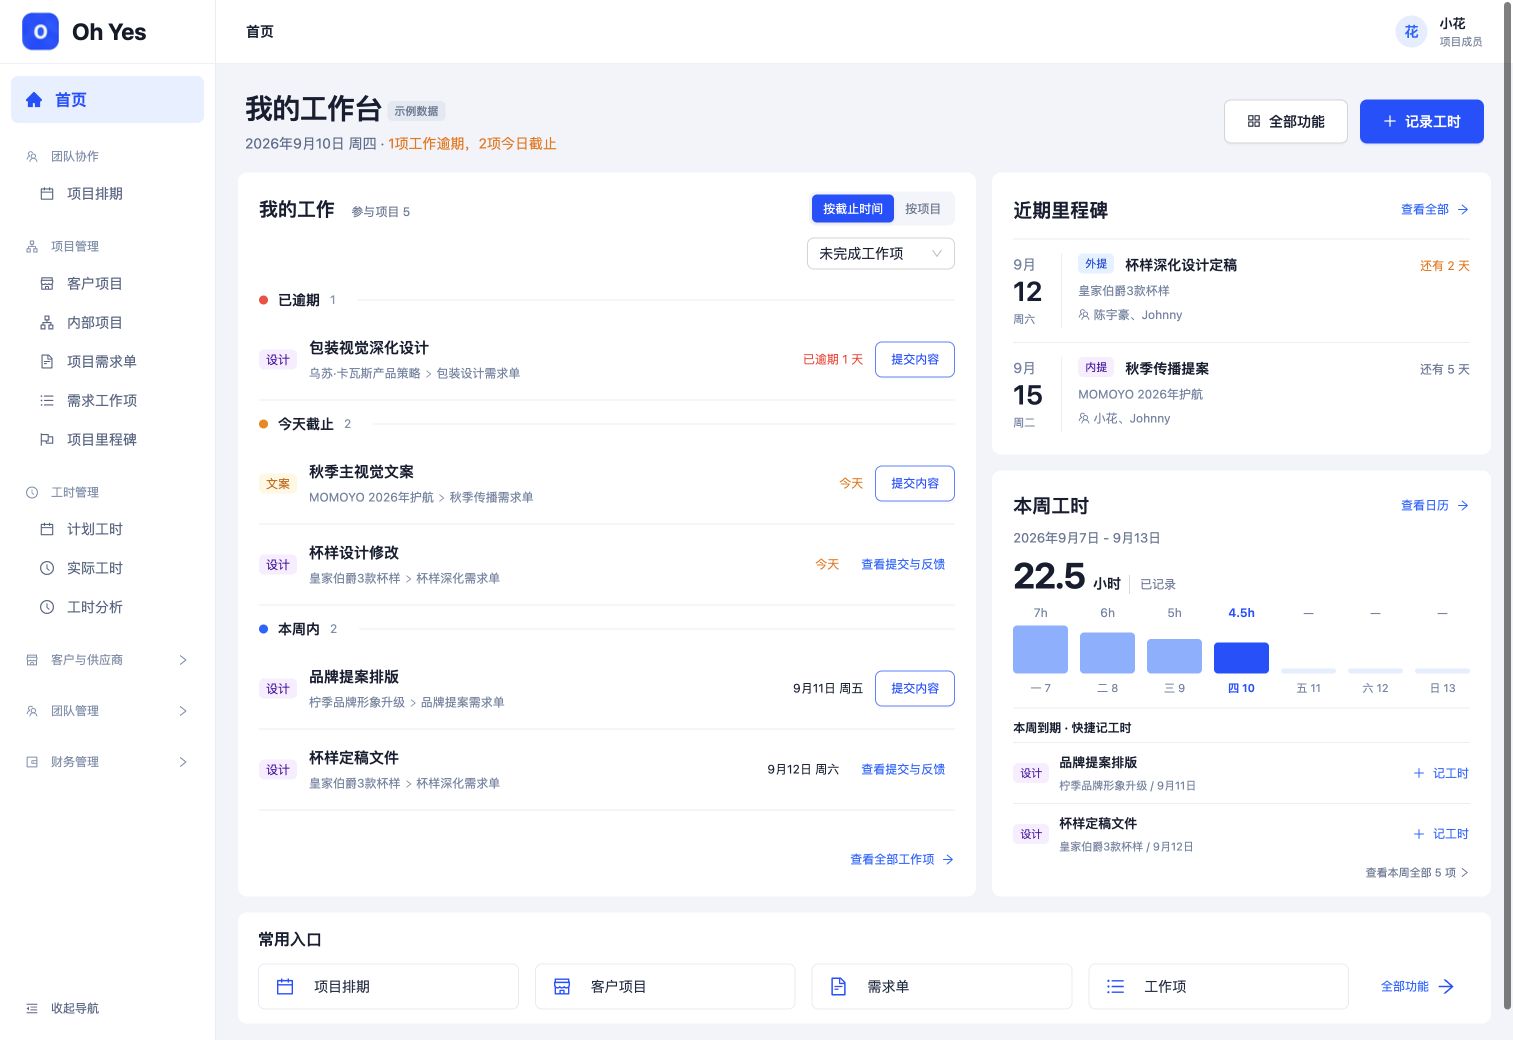 O Oh Yes
首页
团队协作
项目排期
项目管理
客户项目
内部项目
项目需求单
需求工作项
项目里程碑
工时管理
计划工时
实际工时
工时分析
客户与供应商
团队管理
财务管理
收起导航
首页
花 小花
项目成员
我的工作台 示例数据
2026年9月10日 周四 · 1项工作逾期，2项今日截止
全部功能
记录工时
我的工作 参与项目 5
按截止时间 按项目
未完成工作项
已逾期 1
设计 包装视觉深化设计
乌苏·卡瓦斯产品策略 > 包装设计需求单
已逾期 1 天 提交内容
今天截止 2
文案 秋季主视觉文案
MOMOYO 2026年护航 > 秋季传播需求单
今天 提交内容
设计 杯样设计修改
皇家伯爵3款杯样 > 杯样深化需求单
今天 查看提交与反馈
本周内 2
设计 品牌提案排版
柠季品牌形象升级 > 品牌提案需求单
9月11日 周五 提交内容
设计 杯样定稿文件
皇家伯爵3款杯样 > 杯样深化需求单
9月12日 周六 查看提交与反馈
查看全部工作项
近期里程碑 查看全部
9月
12
周六
外提 杯样深化设计定稿 还有 2 天
皇家伯爵3款杯样
陈宇豪、Johnny
9月
15
周二
内提 秋季传播提案 还有 5 天
MOMOYO 2026年护航
小花、Johnny
本周工时 查看日历
2026年9月7日 - 9月13日
22.5 小时 已记录
7h 6h 5h 4.5h — — —
一 7 二 8 三 9 四 10 五 11 六 12 日 13
本周到期 · 快捷记工时
设计 品牌提案排版
柠季品牌形象升级 / 9月11日
记工时
设计 杯样定稿文件
皇家伯爵3款杯样 / 9月12日
记工时
查看本周全部 5 项
常用入口
项目排期 客户项目 需求单 工作项 全部功能